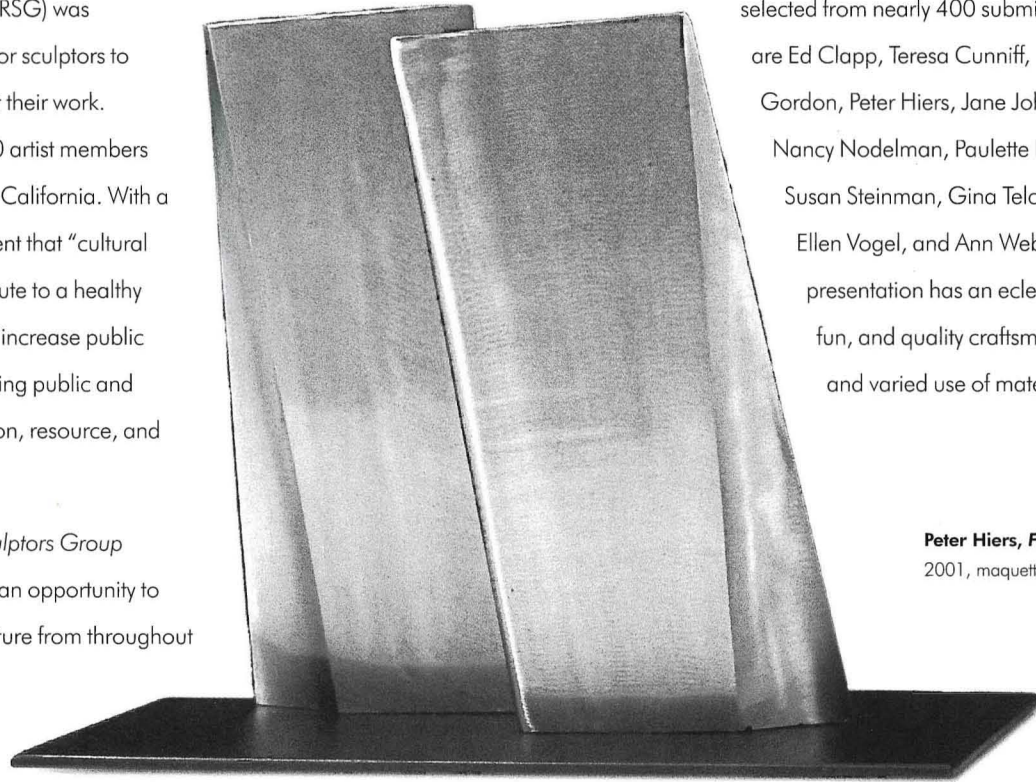 RSG) was
or sculptors to
r their work.
0 artist members
California. With a
ent that “cultural
ute to a healthy
increase public
ing public and
on, resource, and
ulptors Group
an opportunity to
ture from throughout
selected from nearly 400 submi
are Ed Clapp, Teresa Cunniff,
Gordon, Peter Hiers, Jane Joh
Nancy Nodelman, Paulette
Susan Steinman, Gina Telc
Ellen Vogel, and Ann Web
presentation has an ecle
fun, and quality craftsm
and varied use of mate
Peter Hiers, F
2001, maquett